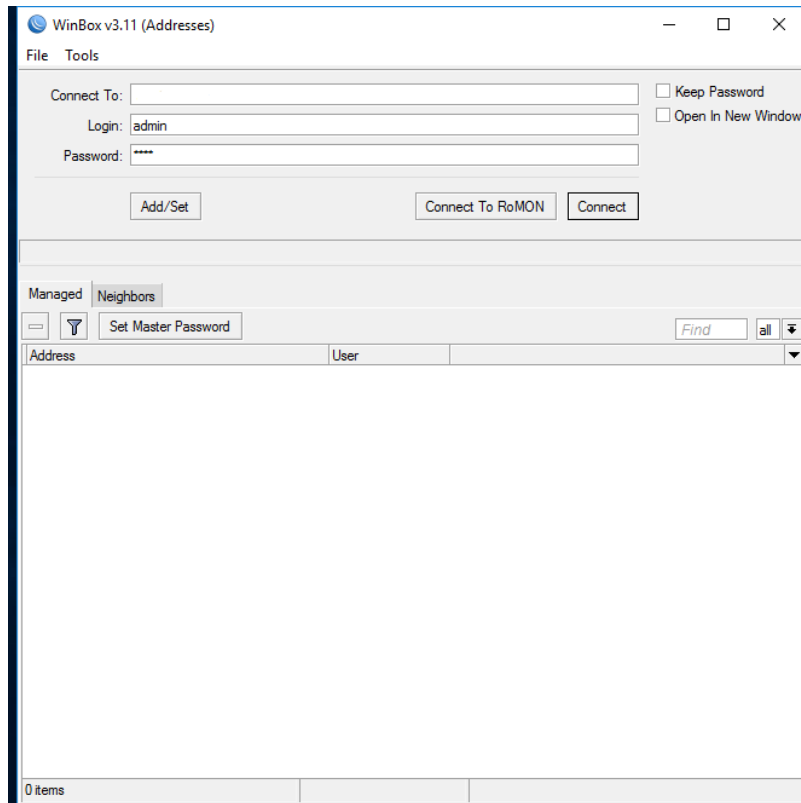 WinBox v3.11 (Addresses)
File Tools
Connect To:
Keep Password
Login: admin
Open In New Window
Password: ****
Add/Set Connect To RoMON Connect
Managed Neighbors
Set Master Password Find all
Address User
0 items